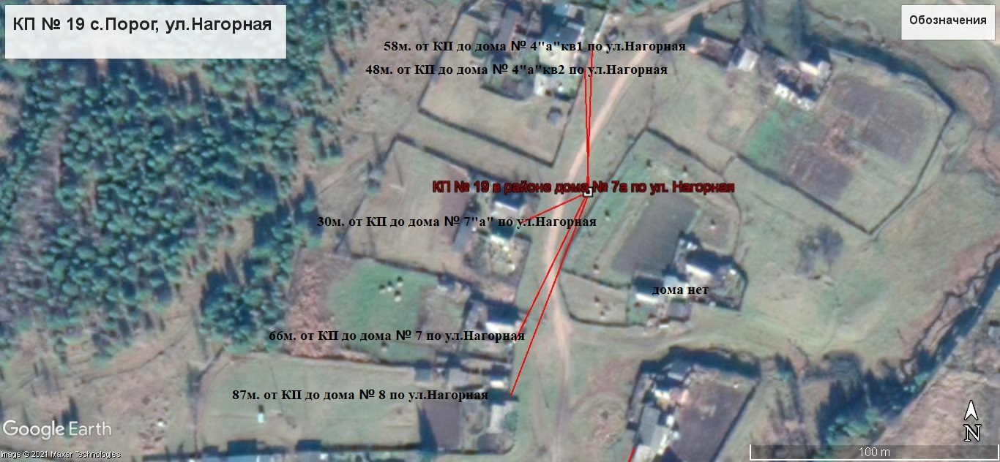 КП № 19 с.Порог, ул.Нагорная
Обозначения
58м. от КП до дома № 4"а"кв1 по ул.Нагорная
48м. от КП до дома № 4"а"кв2 по ул.Нагорная
КП № 19 в районе дома № 7а по ул. Нагорная
30м. от КП до дома № 7"а" по ул.Нагорная
дома нет
66м. от КП до дома № 7 по ул.Нагорная
87м. от КП до дома № 8 по ул.Нагорная
Google Earth
Image © 2021 Maxar Technologies
N
100 m